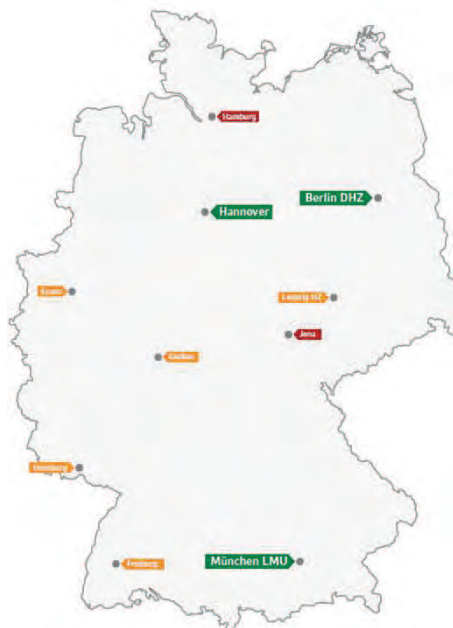 Hamburg
Berlin DHZ
Hannover
Essen
Leipzig HZ
Jena
Gießen
Homburg
Freiburg
München LMU